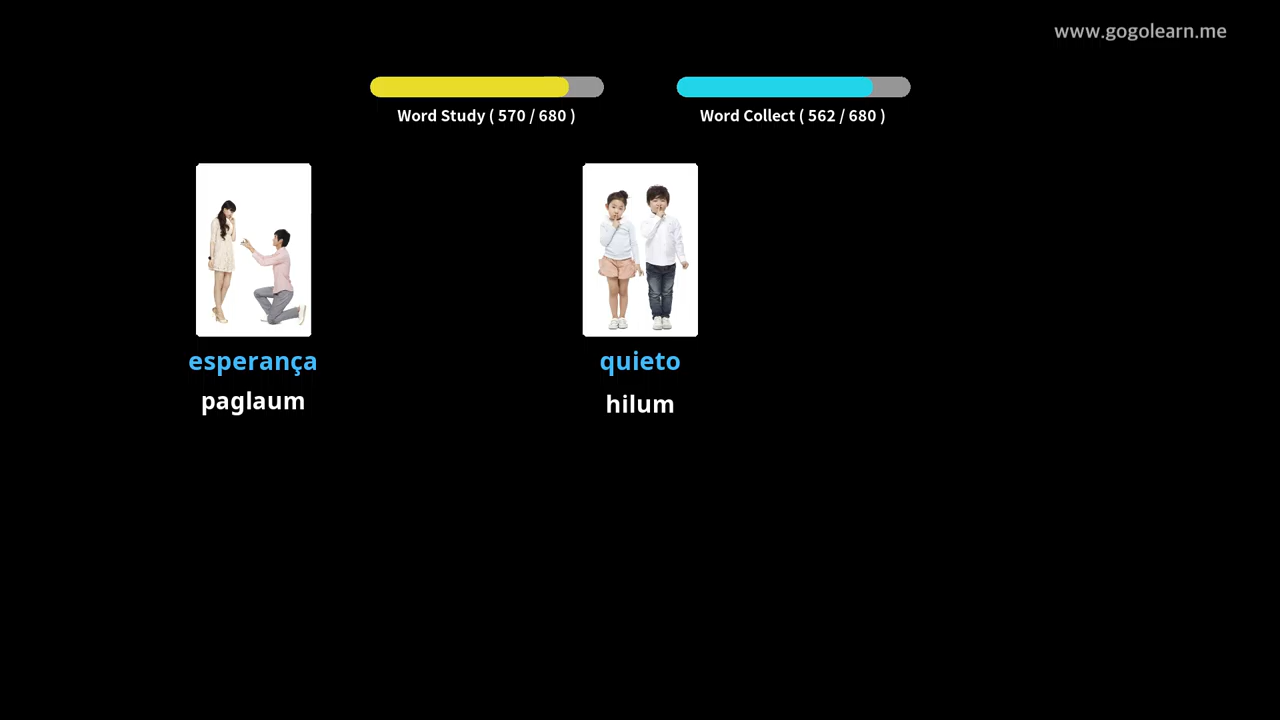 www.gogolearn.me
Word Study ( 570 / 680 )
Word Collect ( 562 / 680 )
esperança
paglaum
quieto
hilum